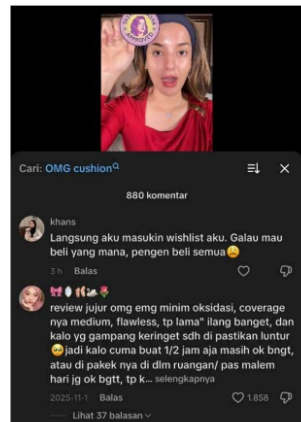 APPROVED
Cari: OMG cushion
880 komentar
khans
Langsung aku masukin wishlist aku. Galau mau
beli yang mana, pengen beli semua😩
3 h Balas
review jujur omg emg minim oksidasi, coverage
nya medium, flawless, tp lama" ilang banget, dan
kalo yg gampang keringet sdh di pastikan luntur
🥺jadi kalo cuma buat 1/2 jam aja masih ok bngt,
atau di pakek nya di dlm ruangan/ pas malem
hari jg ok bgtt, tp k... selengkapnya
2025-11-1 Balas
1.858
Lihat 37 balasan